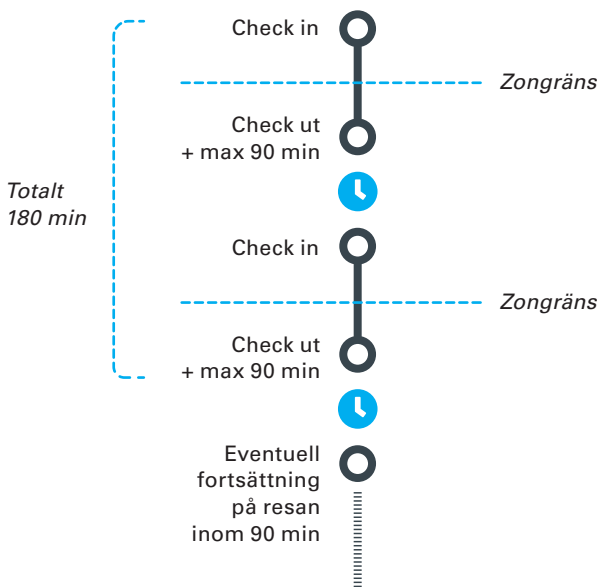 Check in
Zongräns
Check ut
+ max 90 min
Totalt
180 min
Check in
Zongräns
Check ut
+ max 90 min
Eventuell
fortsättning
på resan
inom 90 min